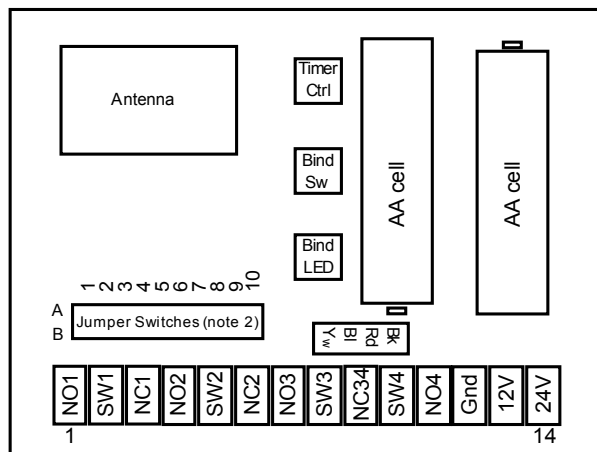 Antenna
Timer
Ctrl
Bind
Sw
Bind
LED
AA cell
AA cell
1 2 3 4 5 6 7 8 9 10
A
B
Jumper Switches (note 2)
Yw Bl Rd Bk
NO1 SW1 NC1 NO2 SW2 NC2 NO3 SW3 NC34 SW4 NO4 Gnd 12V 24V
1 14